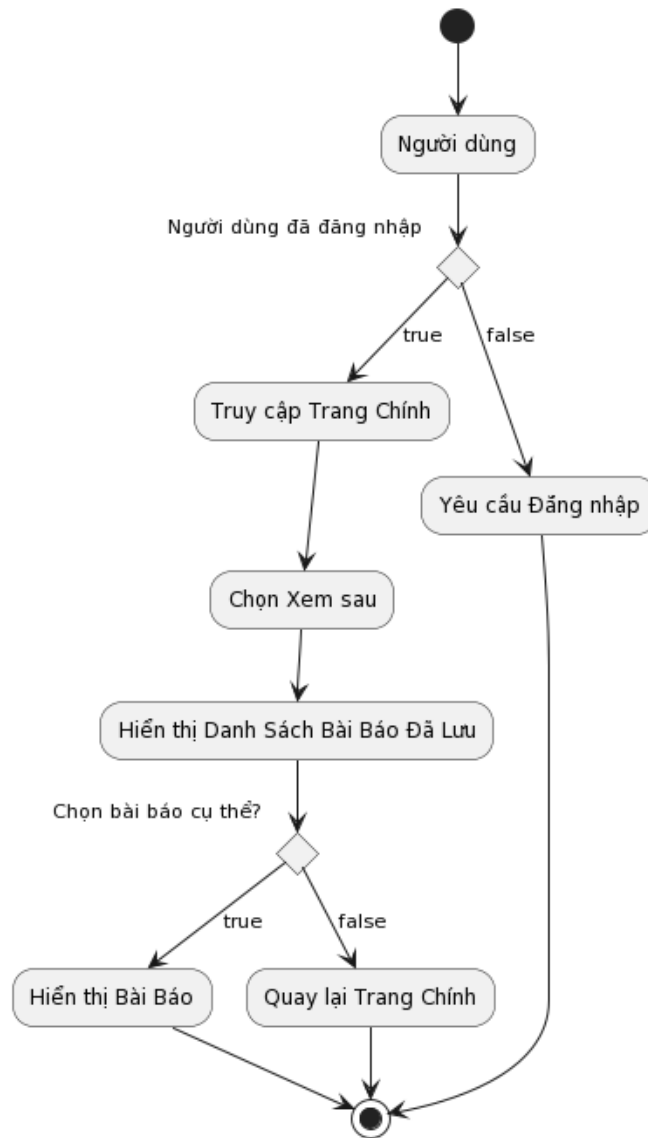 Người dùng
Người dùng đã đăng nhập
true
false
Truy cập Trang Chính
Yêu cầu Đăng nhập
Chọn Xem sau
Hiển thị Danh Sách Bài Báo Đã Lưu
Chọn bài báo cụ thể?
true
false
Hiển thị Bài Báo
Quay lại Trang Chính